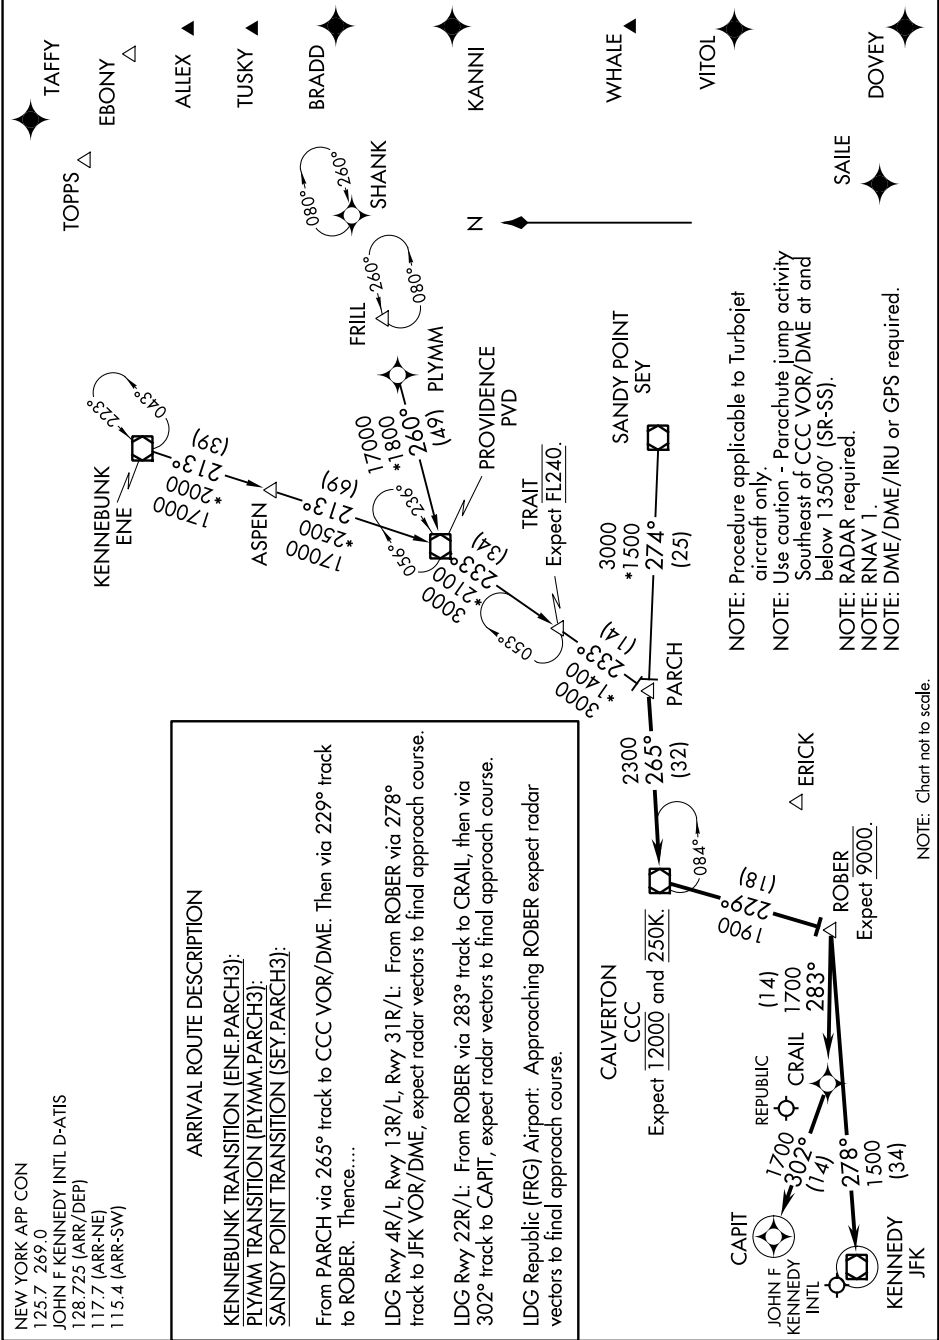 NEW YORK APP CON
125.7 269.0
JOHN F KENNEDY INTL D-ATIS
128.725 (ARR/DEP)
117.7 (ARR-NE)
115.4 (ARR-SW)
ARRIVAL ROUTE DESCRIPTION
KENNEBUNK TRANSITION (ENE.PARCH3):
PLYMM TRANSITION (PLYMM.PARCH3):
SANDY POINT TRANSITION (SEY.PARCH3):
From PARCH via 265° track to CCC VOR/DME. Then via 229° track
to ROBER. Thence....
LDG Rwy 4R/L, Rwy 13R/L, Rwy 31R/L: From ROBER via 278°
track to JFK VOR/DME, expect radar vectors to final approach course.
LDG Rwy 22R/L: From ROBER via 283° track to CRAIL, then via
302° track to CAPIT, expect radar vectors to final approach course.
LDG Republic (FRG) Airport: Approaching ROBER expect radar
vectors to final approach course.
TAFFY
EBONY
ALLEX
TUSKY
BRADD
KANNI
WHALE
VITOL
DOVEY
TOPPS
SAILE
080°
260°
SHANK
N
FRILL
260°
080°
PLYMM
17000
*1800
260°
(49)
KENNEBUNK
ENE
223°
043°
(39)
213°
*2000
17000
ASPEN
(69)
213°
*2500
17000
PROVIDENCE
PVD
236°
056°
(34)
233°
*2100
3000
TRAIT
Expect FL240.
053°
(14)
233°
*1400
3000
SANDY POINT
SEY
3000
*1500
274°
(25)
PARCH
2300
265°
(32)
CALVERTON
CCC
Expect 12000 and 250K.
084°
(18)
229°
1900
ERICK
ROBER
Expect 9000.
(14)
1700
283°
CRAIL
REPUBLIC
1700
302°
(14)
278°
1500
(34)
CAPIT
JOHN F
KENNEDY
INTL
KENNEDY
JFK
NOTE: Procedure applicable to Turbojet
aircraft only.
NOTE: Use caution - Parachute jump activity
Southeast of CCC VOR/DME at and
below 13500' (SR-SS).
NOTE: RADAR required.
NOTE: RNAV 1.
NOTE: DME/DME/IRU or GPS required.
NOTE: Chart not to scale.